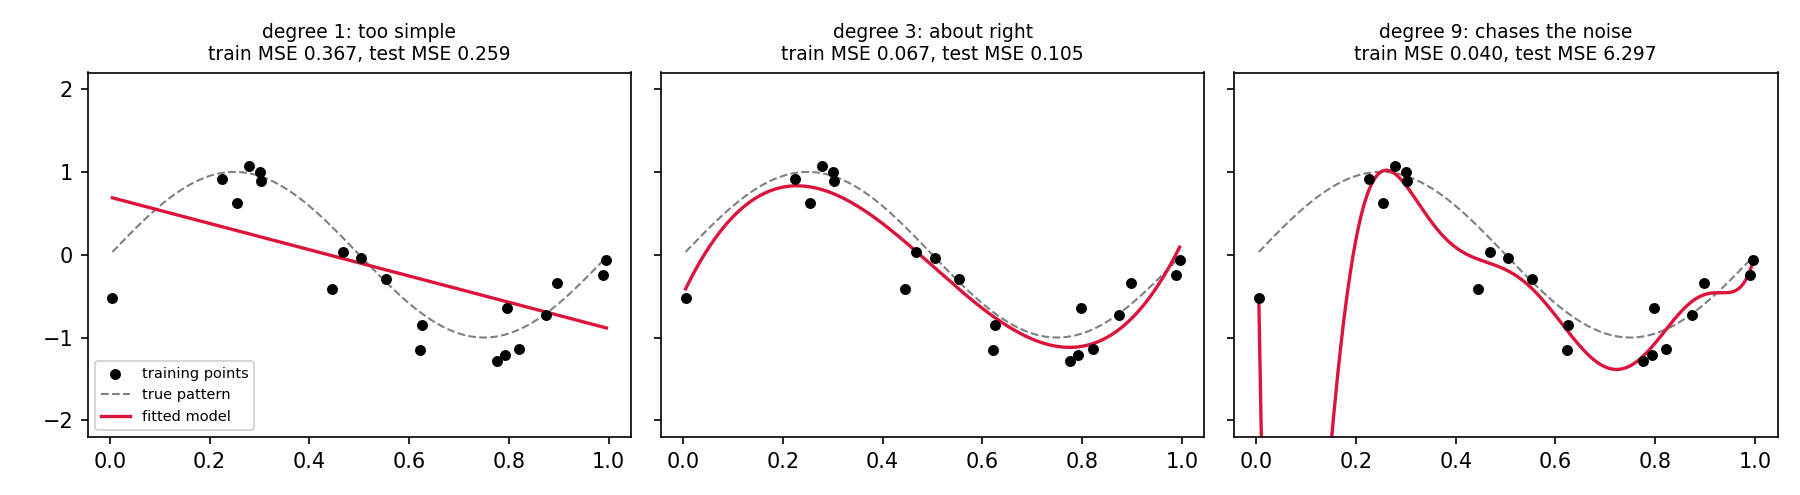 degree 1: too simple
train MSE 0.367, test MSE 0.259
degree 3: about right
train MSE 0.067, test MSE 0.105
degree 9: chases the noise
train MSE 0.040, test MSE 6.297
2
1
0
−1
−2
training points
true pattern
fitted model
0.0 0.2 0.4 0.6 0.8 1.0
0.0 0.2 0.4 0.6 0.8 1.0
0.0 0.2 0.4 0.6 0.8 1.0